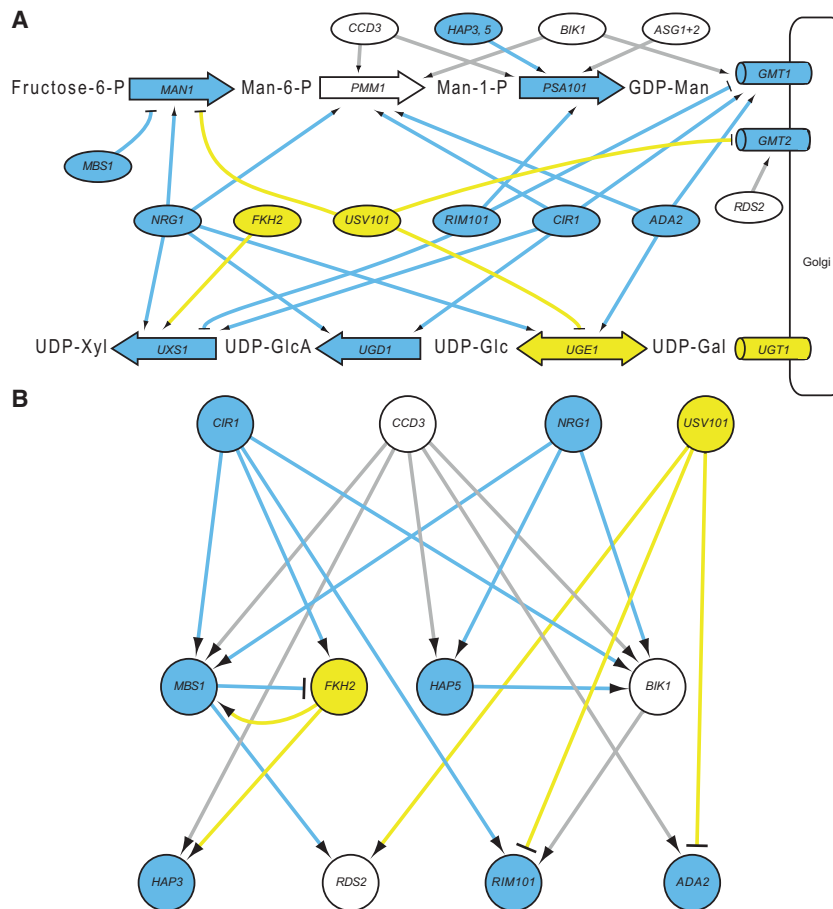 A
CCD3 HAP3, 5 BIK1 ASG1+2
Fructose-6-P MAN1 Man-6-P PMM1 Man-1-P PSA101 GDP-Man GMT1
GMT2
MBS1
RDS2
NRG1 FKH2 USV101 RIM101 CIR1 ADA2
Golgi
UDP-Xyl UXS1 UDP-GlcA UGD1 UDP-Glc UGE1 UDP-Gal UGT1
B
CIR1 CCD3 NRG1 USV101
MBS1 FKH2 HAP5 BIK1
HAP3 RDS2 RIM101 ADA2